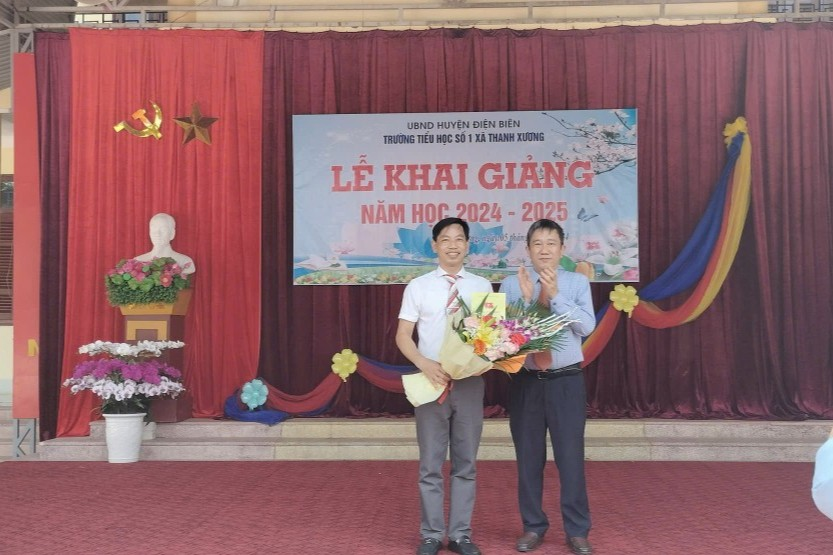 UBND HUYỆN ĐIỆN BIÊN
TRƯỜNG TIỂU HỌC SỐ 1 XÃ THANH XƯƠNG
LỄ KHAI GIẢNG
NĂM HỌC 2024 - 2025